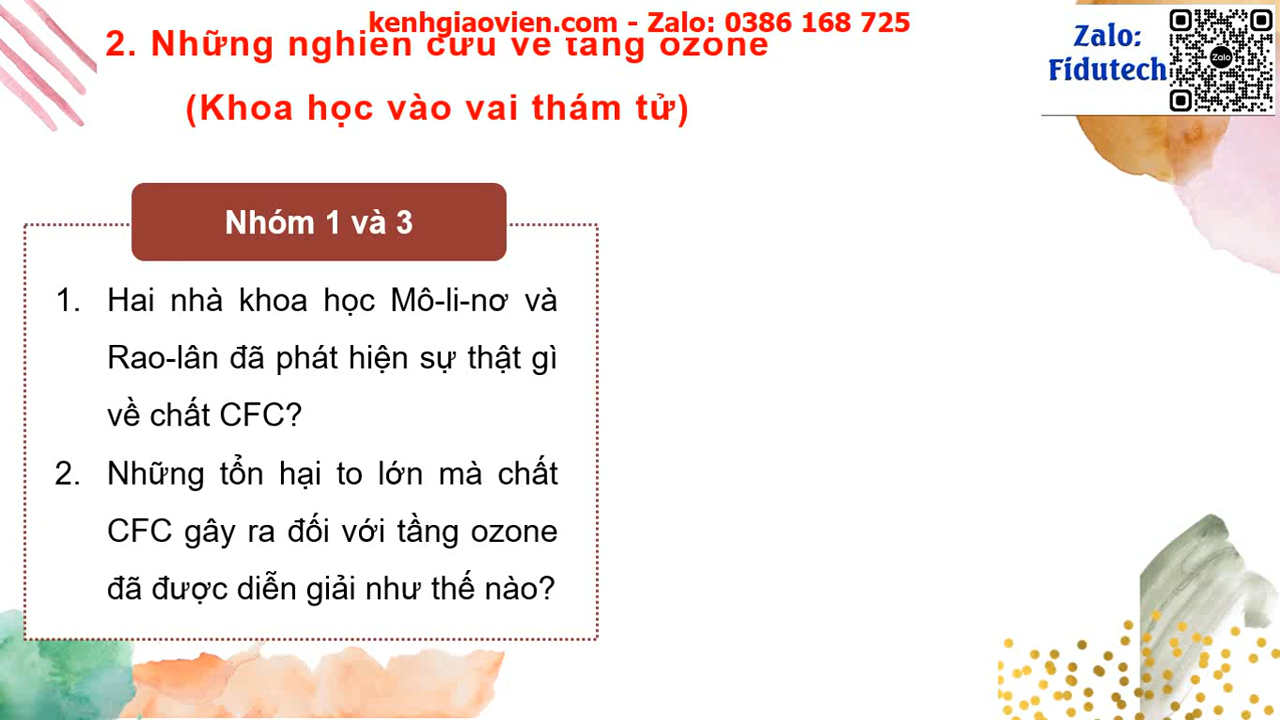 kenhgiaovien.com - Zalo: 0386 168 725
2. Những nghiên cứu về tầng ozone
(Khoa học vào vai thám tử)
Zalo:
Fidutech
Zalo
Nhóm 1 và 3
1. Hai nhà khoa học Mô-li-nơ và
Rao-lân đã phát hiện sự thật gì
về chất CFC?
2. Những tổn hại to lớn mà chất
CFC gây ra đối với tầng ozone
đã được diễn giải như thế nào?